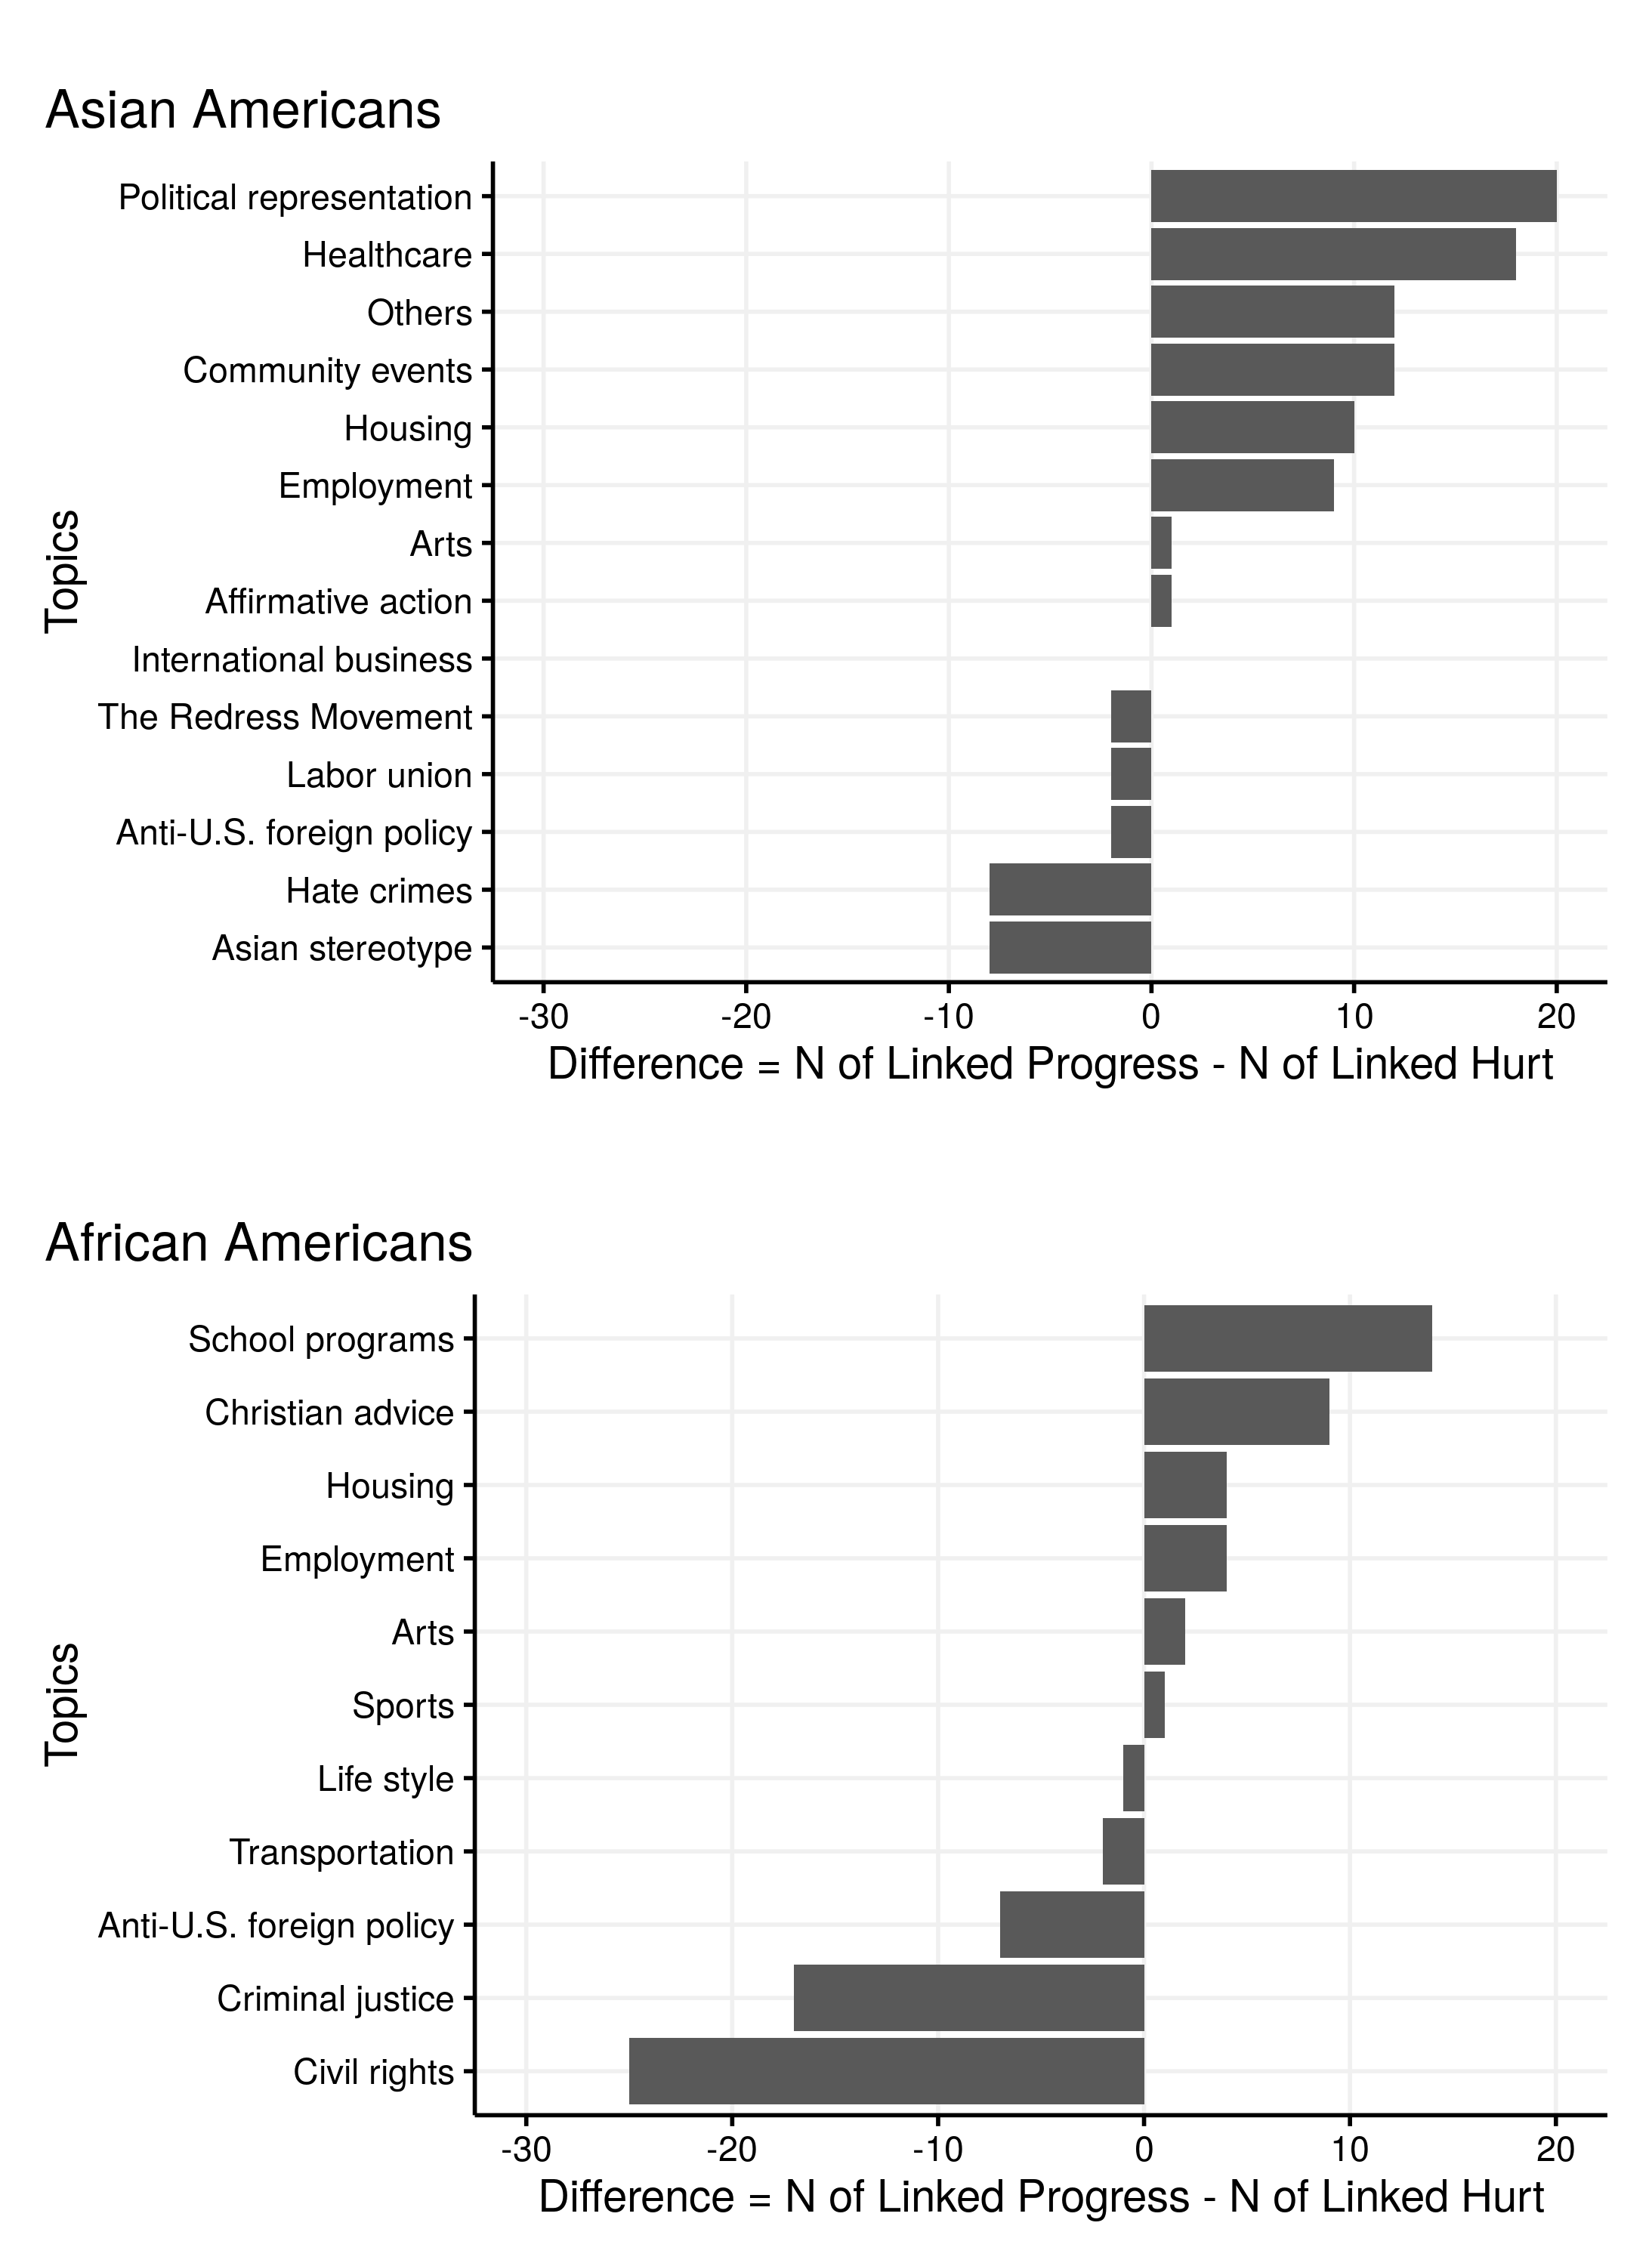 Asian Americans
Topics
Political representation
Healthcare
Others
Community events
Housing
Employment
Arts
Affirmative action
International business
The Redress Movement
Labor union
Anti-U.S. foreign policy
Hate crimes
Asian stereotype
-30 -20 -10 0 10 20
Difference = N of Linked Progress - N of Linked Hurt
African Americans
Topics
School programs
Christian advice
Housing
Employment
Arts
Sports
Life style
Transportation
Anti-U.S. foreign policy
Criminal justice
Civil rights
-30 -20 -10 0 10 20
Difference = N of Linked Progress - N of Linked Hurt